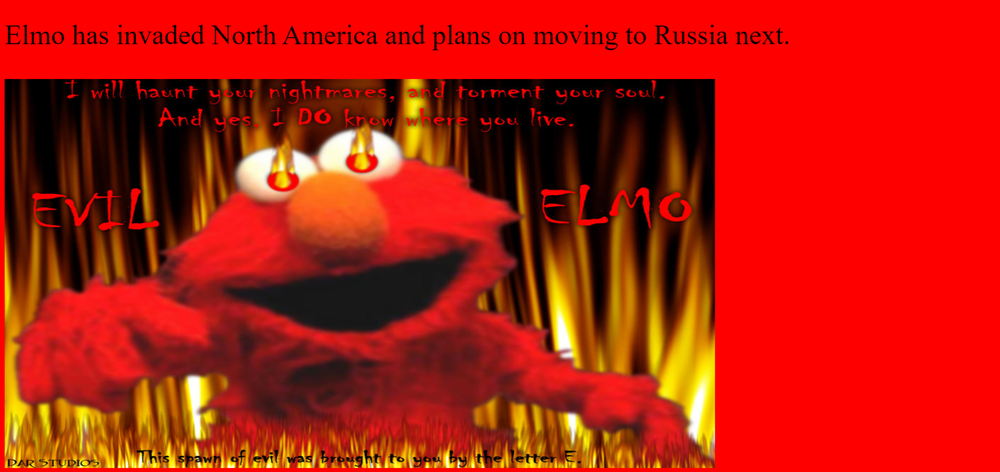 Elmo has invaded North America and plans on moving to Russia next.
I will haunt your nightmares, and torment your soul.
And yes, I DO know where you live.
EVIL ELMO
This spawn of evil was brought to you by the letter E.
DAR STUDIOS